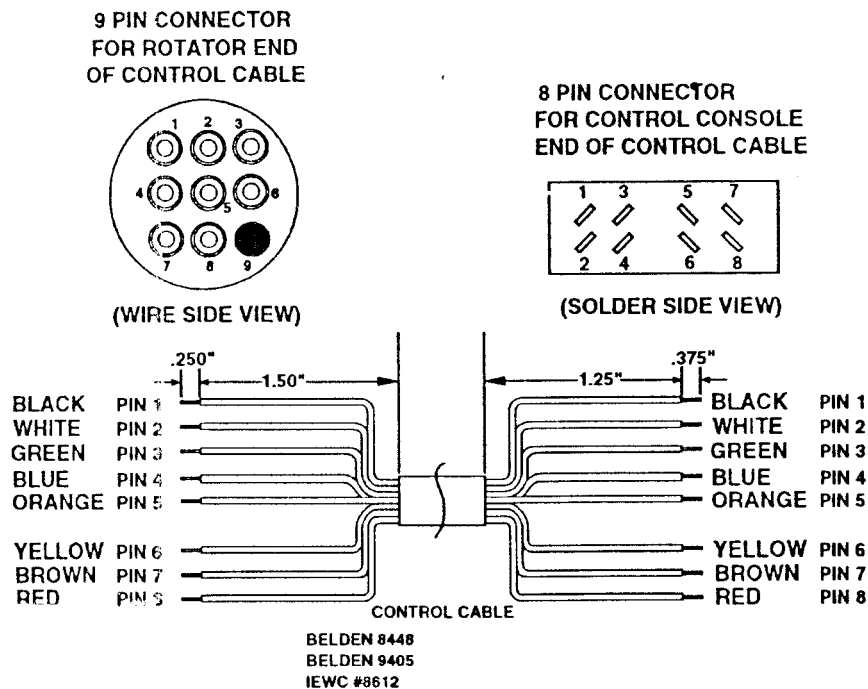 9 PIN CONNECTOR
FOR ROTATOR END
OF CONTROL CABLE
1 2 3
4 5 6
7 8 9
(WIRE SIDE VIEW)
8 PIN CONNECTOR
FOR CONTROL CONSOLE
END OF CONTROL CABLE
1 3 5 7
2 4 6 8
(SOLDER SIDE VIEW)
.250" 1.50" 1.25" .375"
BLACK PIN 1 BLACK PIN 1
WHITE PIN 2 WHITE PIN 2
GREEN PIN 3 GREEN PIN 3
BLUE PIN 4 BLUE PIN 4
ORANGE PIN 5 ORANGE PIN 5
YELLOW PIN 6 YELLOW PIN 6
BROWN PIN 7 BROWN PIN 7
RED PIN RED PIN 8
CONTROL CABLE
BELDEN 8448
BELDEN 9405
IEWC #8612